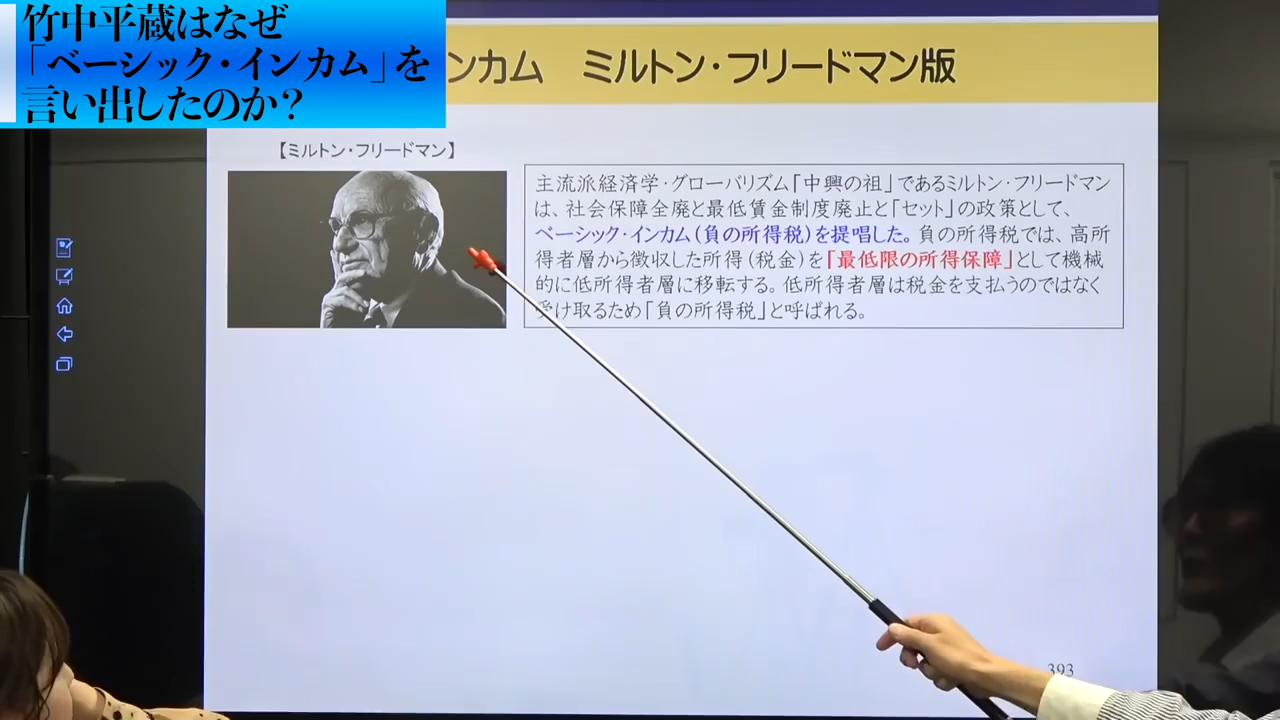 竹中平蔵はなぜ
「ベーシック・インカム」を
言い出したのか?
ンカム ミルトン・フリードマン版
【ミルトン・フリードマン】
主流派経済学・グローバリズム「中興の祖」であるミルトン・フリードマン
は、社会保障全廃と最低賃金制度廃止と「セット」の政策として、
ベーシック・インカム(負の所得税)を提唱した。負の所得税では、高所
得者層から徴収した所得(税金)を「最低限の所得保障」として機械
的に低所得者層に移転する。低所得者層は税金を支払うのではなく
受け取るため「負の所得税」と呼ばれる。
393